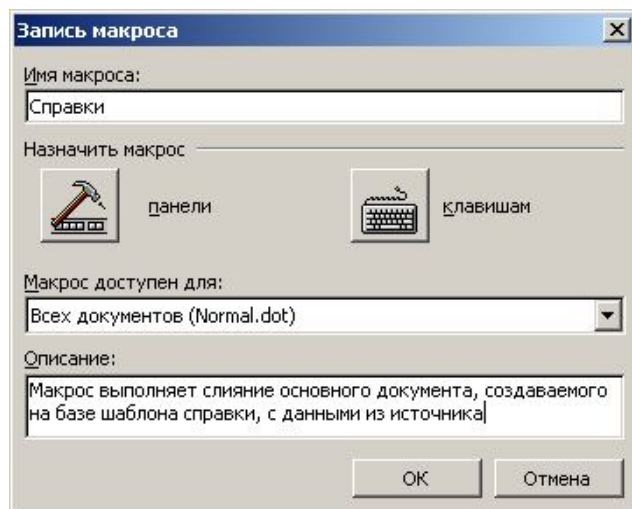 Запись макроса
Имя макроса:
Справки
Назначить макрос
панели
клавишам
Макрос доступен для:
Всех документов (Normal.dot)
Описание:
Макрос выполняет слияние основного документа, создаваемого
на базе шаблона справки, с данными из источника
ОК
Отмена